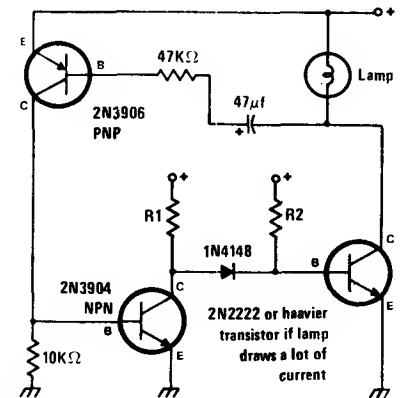 +
E
B
C
2N3906
PNP
47KΩ
47µf
+
Lamp
+
R1
+
R2
1N4148
C
B
E
2N3904
NPN
C
B
E
10KΩ
2N2222 or heavier
transistor if lamp
draws a lot of
current